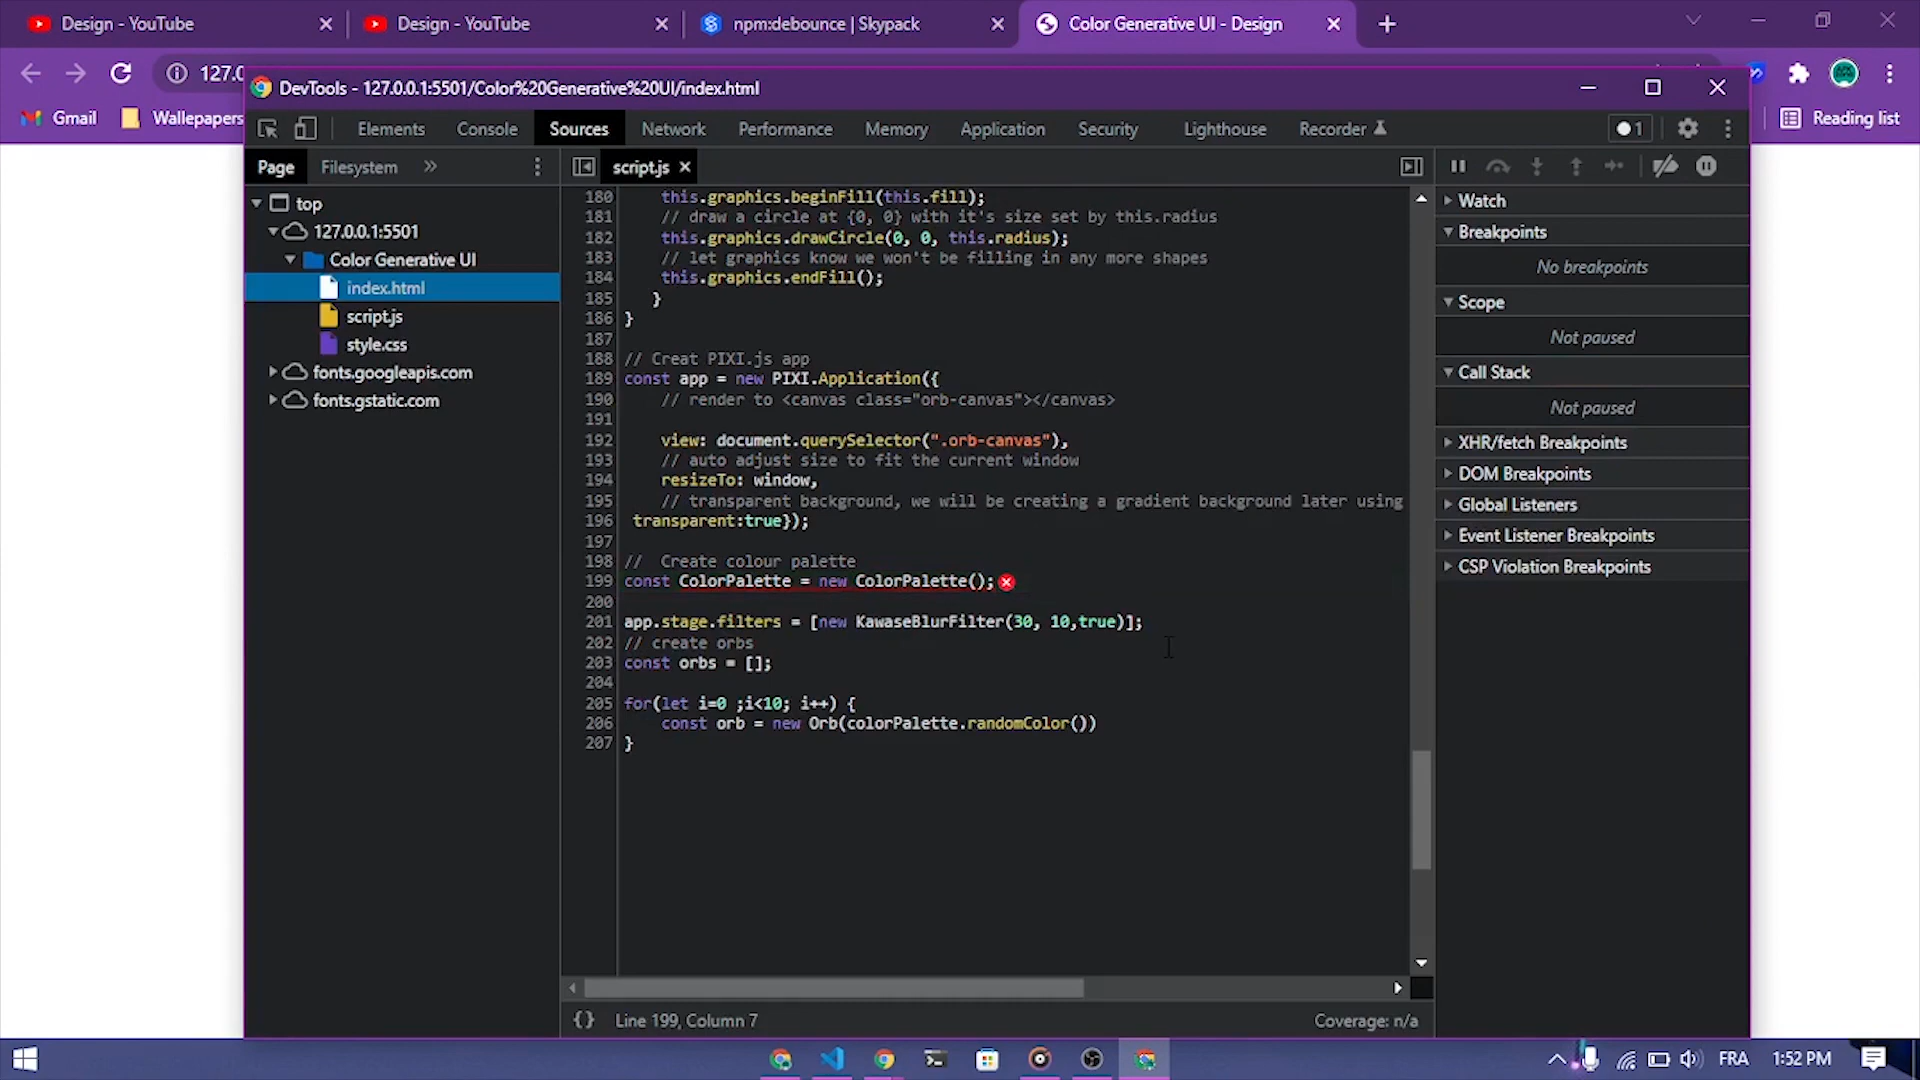 Design - YouTube
Design - YouTube
npm:debounce | Skypack
Color Generative UI - Design
127.0
Gmail
Wallepapers
Reading list
DevTools - 127.0.0.1:5501/Color%20Generative%20UI/index.html
Elements
Console
Sources
Network
Performance
Memory
Application
Security
Lighthouse
Recorder
1
Page
Filesystem
script.js
top
127.0.0.1:5501
Color Generative UI
index.html
script.js
style.css
fonts.googleapis.com
fonts.gstatic.com
180 this.graphics.beginFill(this.fill);
181 // draw a circle at {0, 0} with it's size set by this.radius
182 this.graphics.drawCircle(0, 0, this.radius);
183 // let graphics know we won't be filling in any more shapes
184 this.graphics.endFill();
185 }
186 }
187
188 // Creat PIXI.js app
189 const app = new PIXI.Application({
190 // render to <canvas class="orb-canvas"></canvas>
191
192 view: document.querySelector(".orb-canvas"),
193 // auto adjust size to fit the current window
194 resizeTo: window,
195 // transparent background, we will be creating a gradient background later using
196 transparent:true});
197
198 // Create colour palette
199 const ColorPalette = new ColorPalette();
200
201 app.stage.filters = [new KawaseBlurFilter(30, 10,true)];
202 // create orbs
203 const orbs = [];
204
205 for(let i=0 ;i<10; i++) {
206 const orb = new Orb(colorPalette.randomColor())
207 }
{} Line 199, Column 7
Coverage: n/a
Watch
Breakpoints
No breakpoints
Scope
Not paused
Call Stack
Not paused
XHR/fetch Breakpoints
DOM Breakpoints
Global Listeners
Event Listener Breakpoints
CSP Violation Breakpoints
FRA
1:52 PM